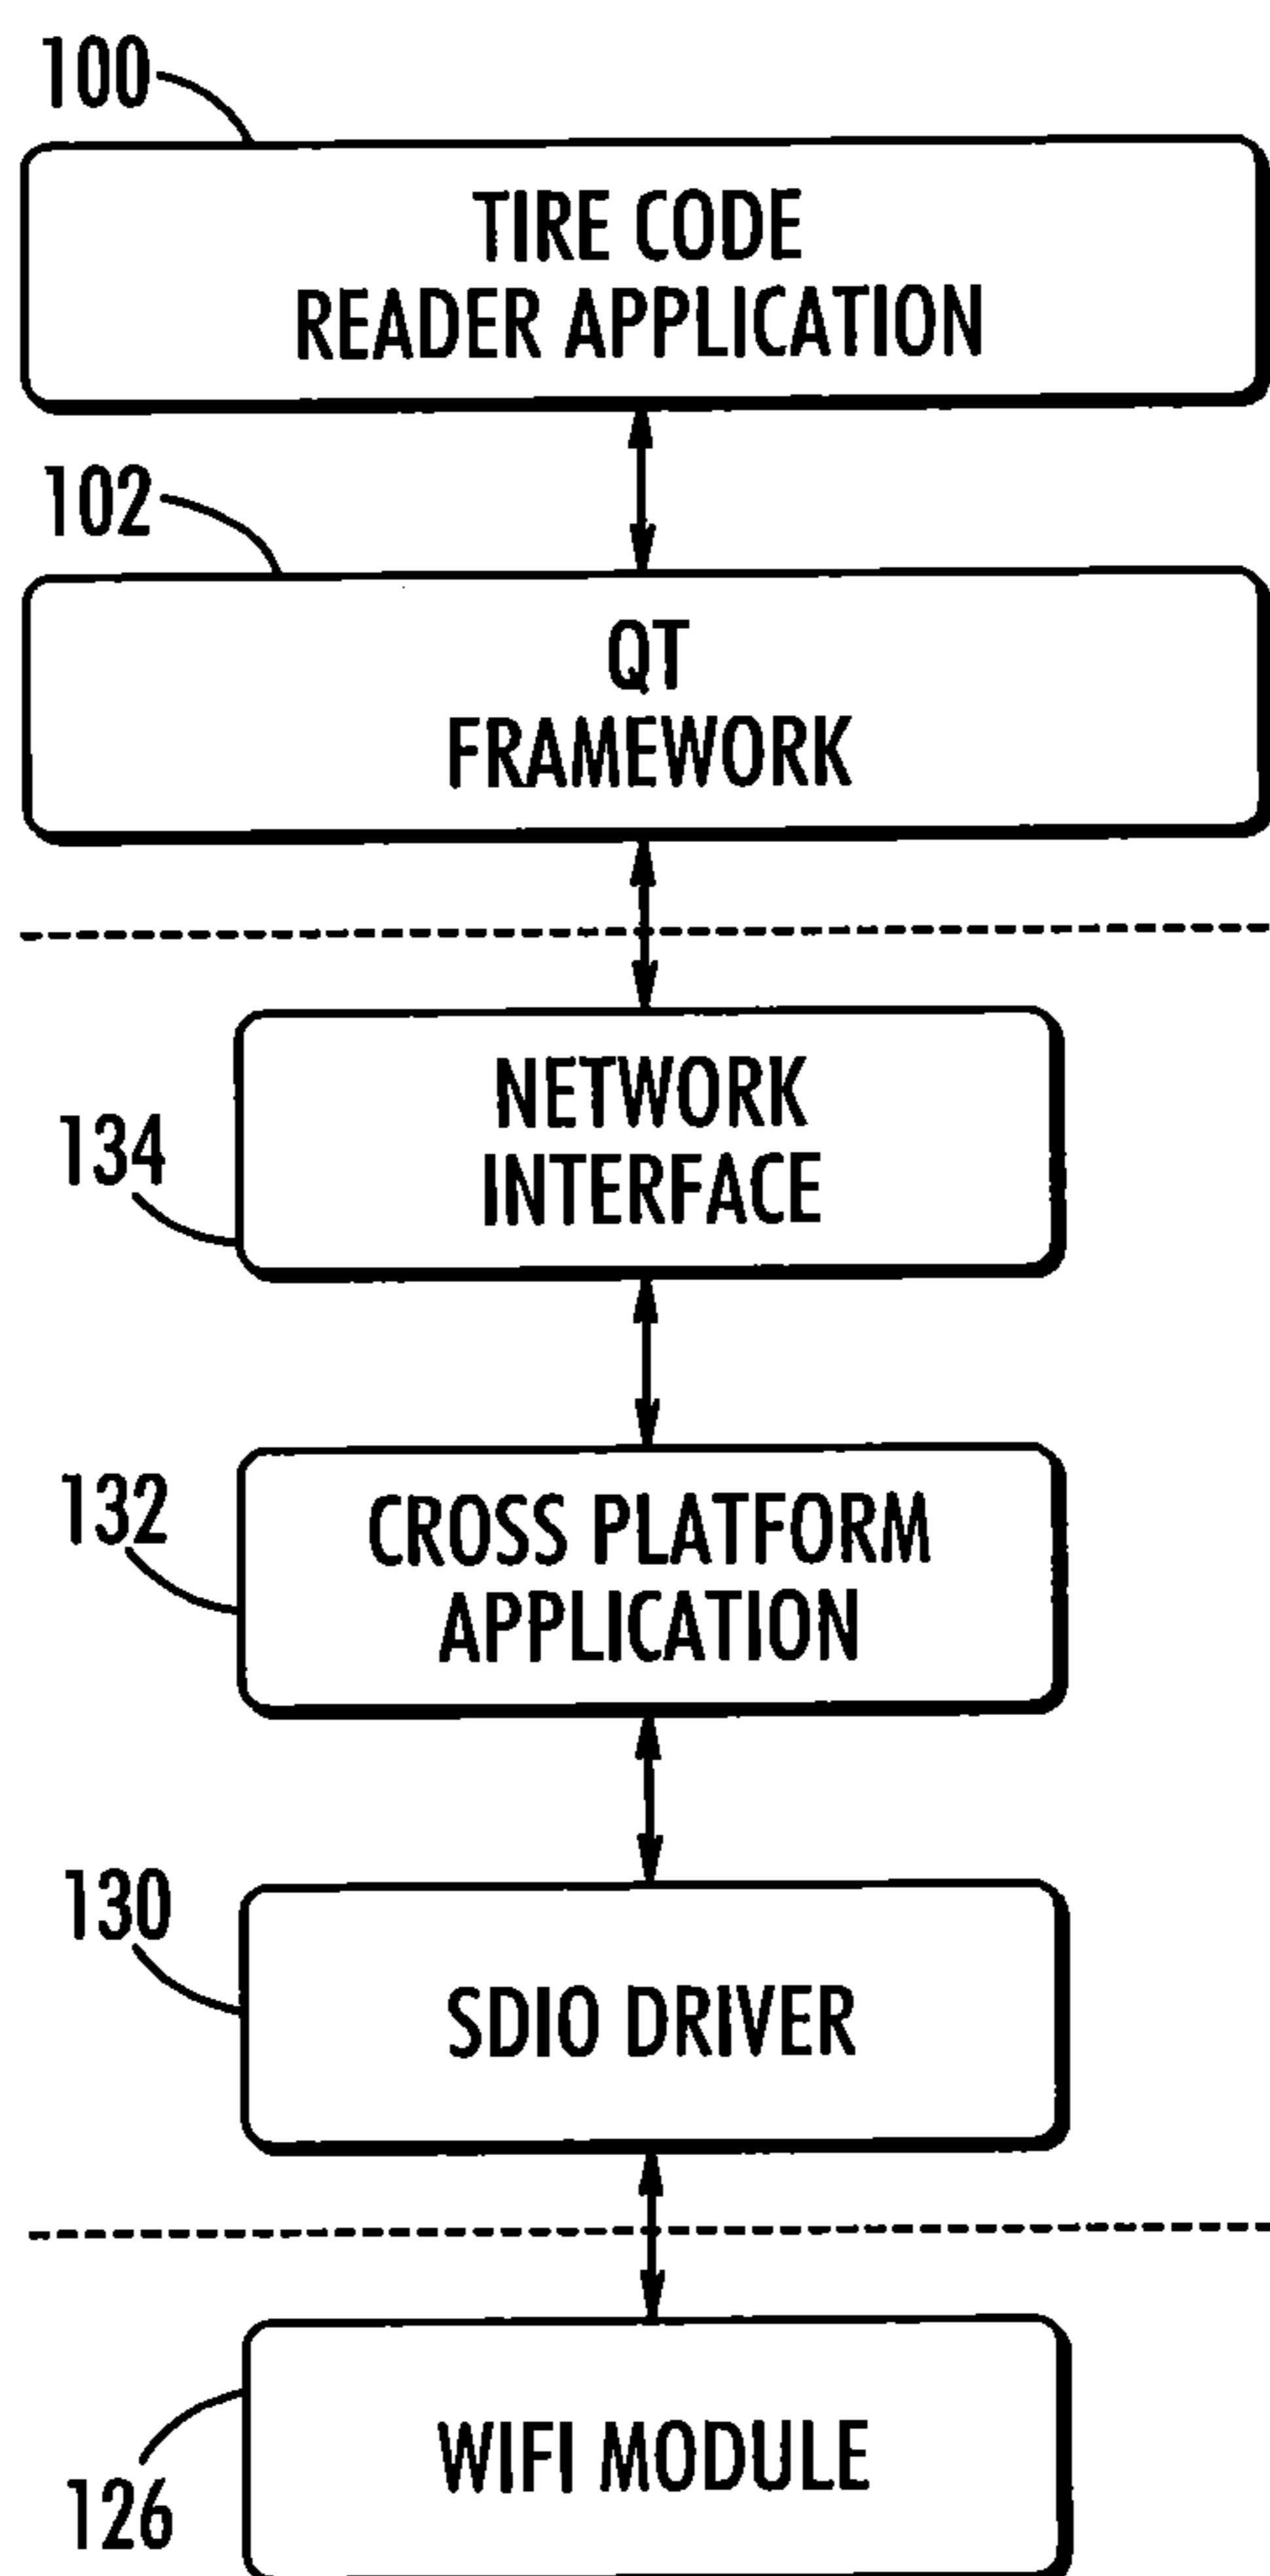 100
TIRE CODE
READER APPLICATION
102
QT
FRAMEWORK
NETWORK
INTERFACE
134
CROSS PLATFORM
APPLICATION
132
SDIO DRIVER
130
WIFI MODULE
126